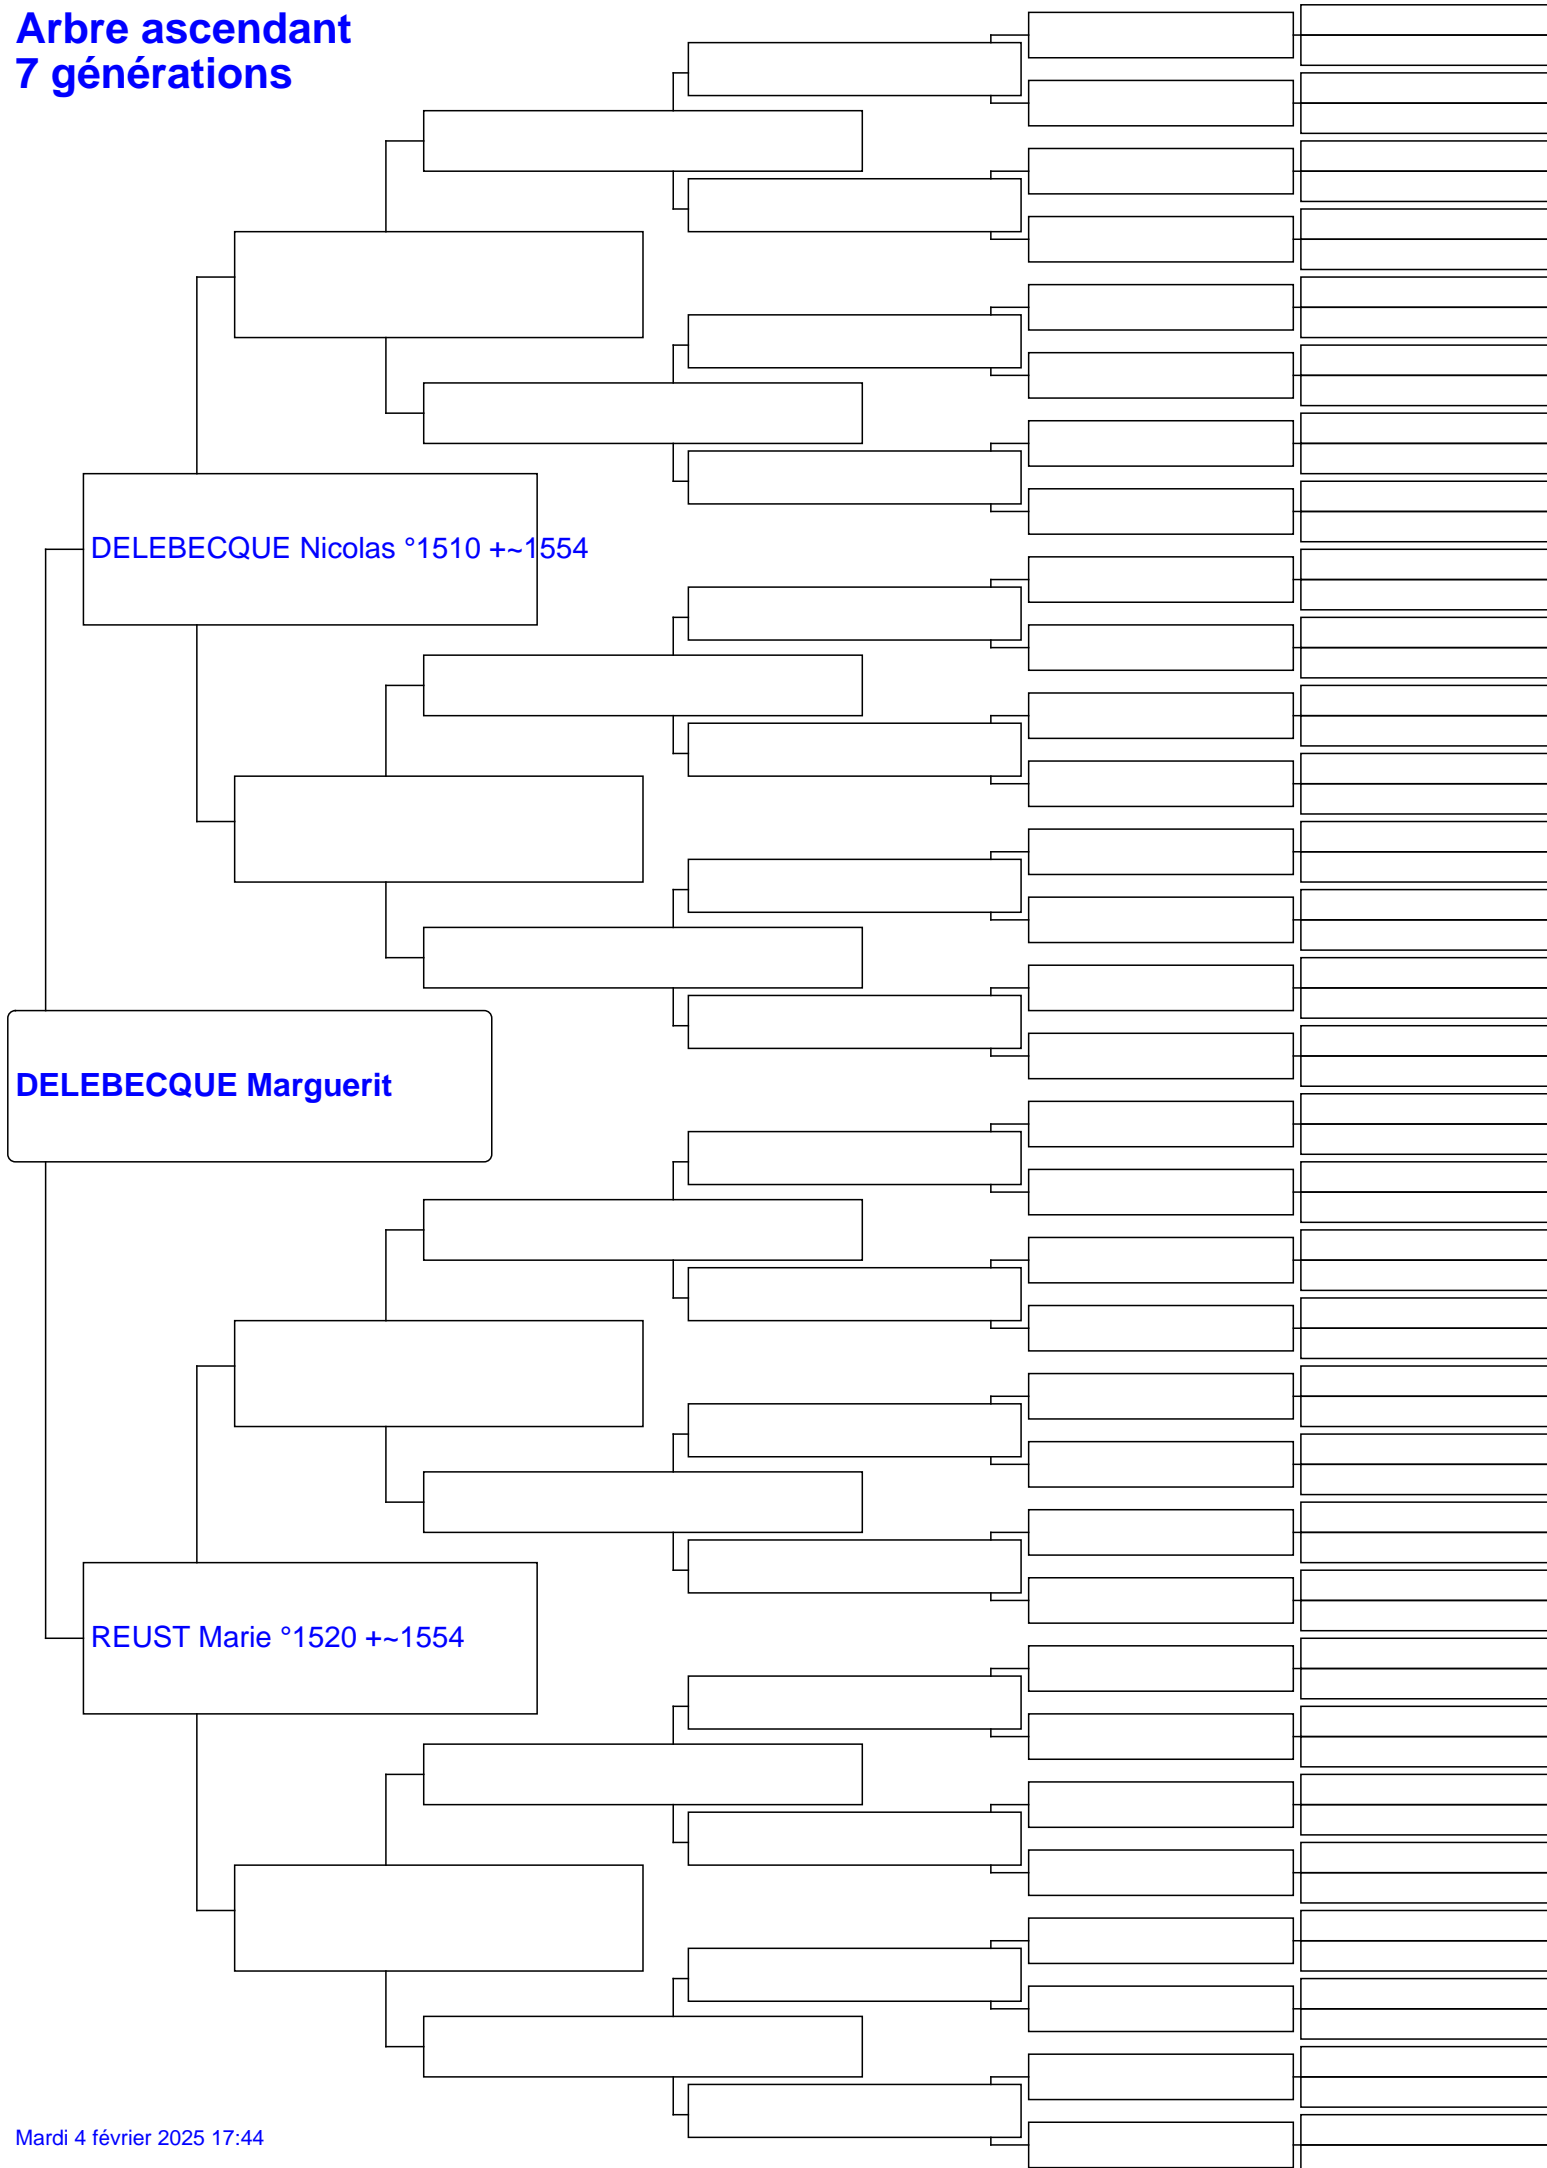 Arbre ascendant
7 générations
DELEBECQUE Nicolas °1510 +~1554
DELEBECQUE Marguerit
REUST Marie °1520 +~1554
Mardi 4 février 2025 17:44